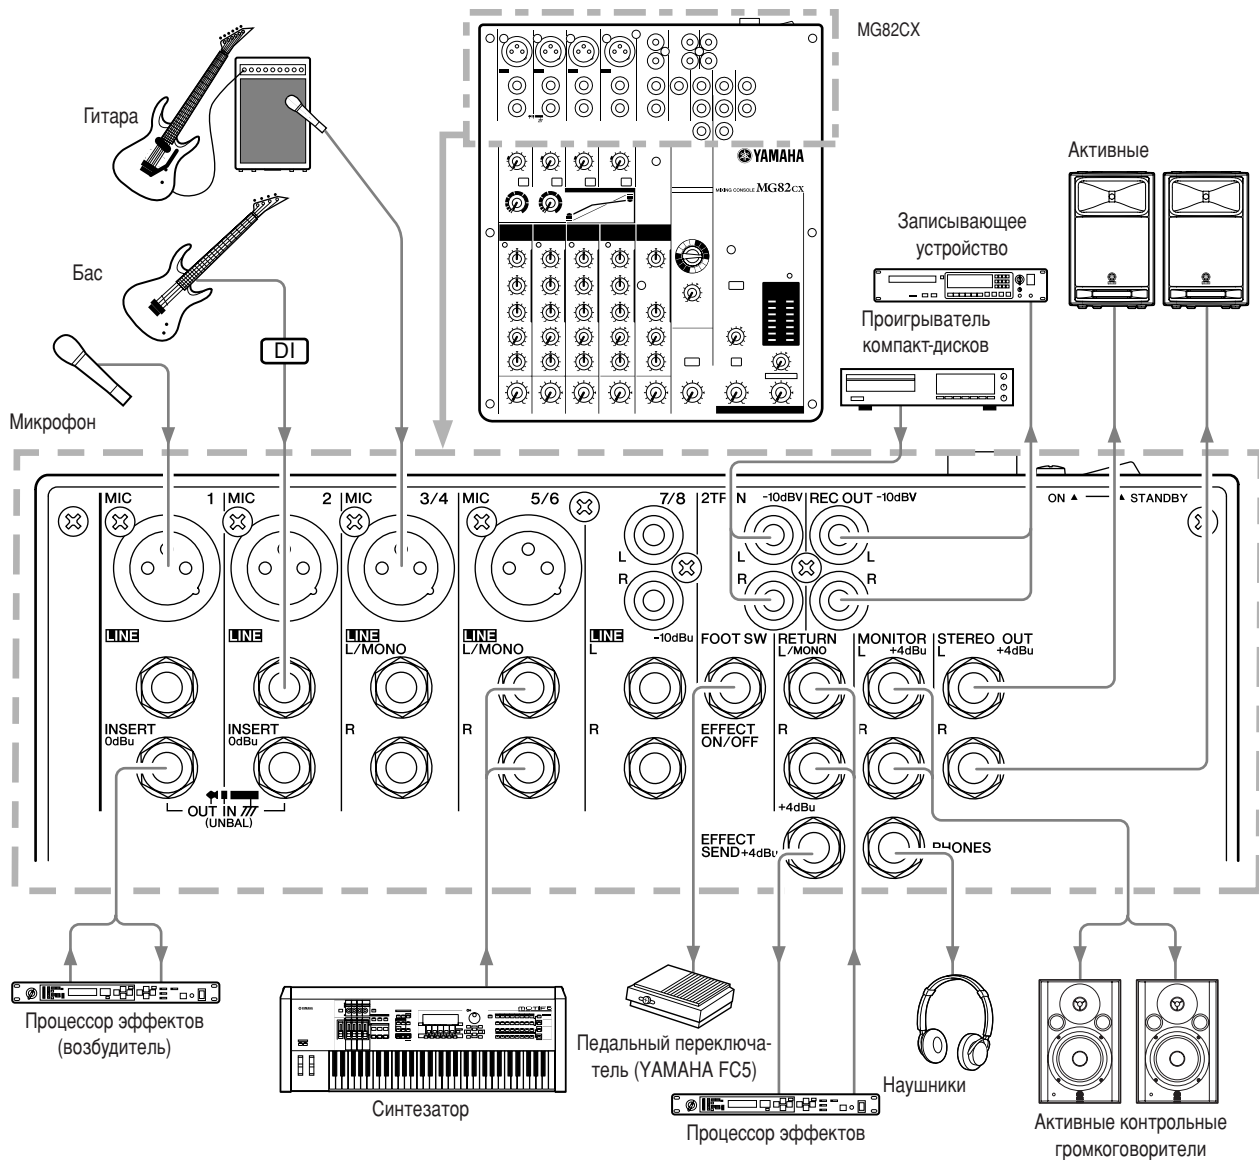 MG82CX
Гитара
YAMAHA
MIXING CONSOLE MG82CX
Активные
Записывающее
устройство
Бас
DI
Проигрыватель
компакт-дисков
Микрофон
MIC 1 MIC 2 MIC 3/4 MIC 5/6 7/8 2TR IN -10dBV REC OUT -10dBV ON ▲ — ▲ STANDBY
L L L
R R R
LINE LINE LINE LINE LINE -10dBu FOOT SW RETURN MONITOR STEREO OUT
L/MONO L/MONO L L/MONO L +4dBu L +4dBu
INSERT INSERT R R R EFFECT R R R
0dBu 0dBu ON/OFF
OUT IN
(UNBAL)
+4dBu
EFFECT PHONES
SEND +4dBu
Процессор эффектов
(возбудитель)
YAMAHA MOTIF6
Синтезатор
Педальный переключа-
тель (YAMAHA FC5)
Процессор эффектов
Наушники
Активные контрольные
громкоговорители